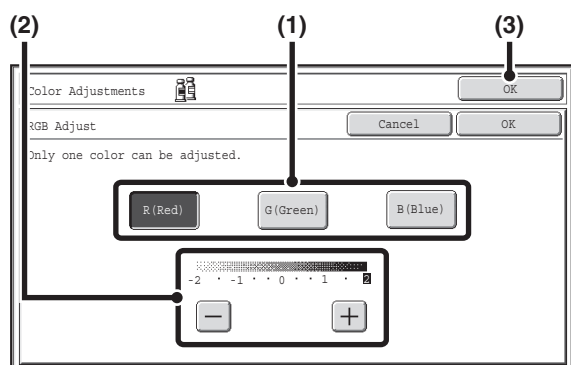 (2) (1) (3)
Color Adjustments OK
RGB Adjust Cancel OK
Only one color can be adjusted.
R(Red) G(Green) B(Blue)
-2 · -1 · · 0 · · 1 · 2
− +